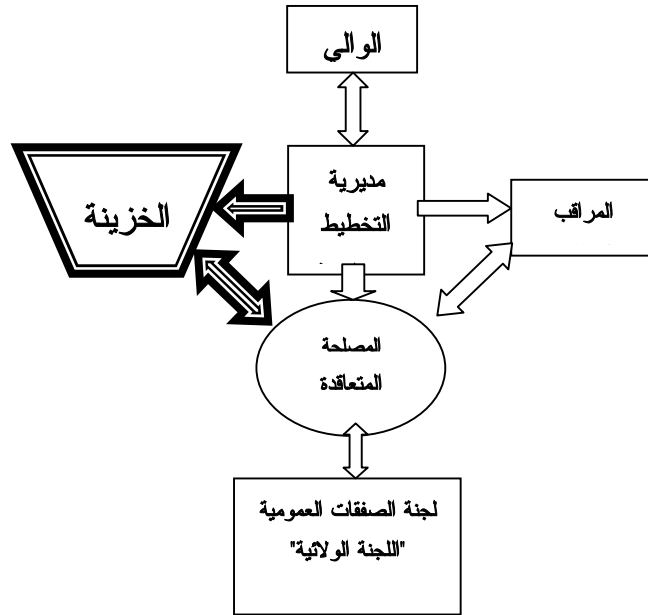 الوالي
مديرية
التخطيط
الخزينة
المراقب
المصلحة
المتعاقدة
لجنة الصفقات العمومية
"اللجنة الولائية"